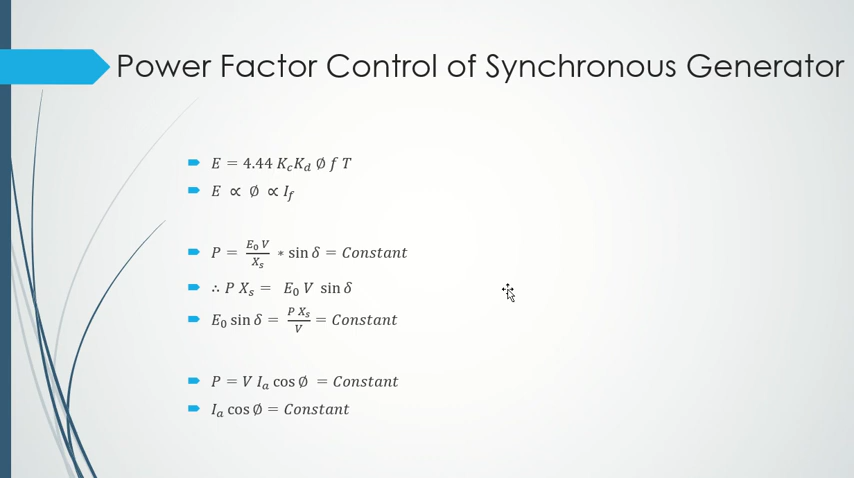 Power Factor Control of Synchronous Generator
E = 4.44 K_c K_d ∅ f T
E ∝ ∅ ∝ I_f
P = E_0 V / X_s * sin δ = Constant
∴ P X_s = E_0 V sin δ
E_0 sin δ = P X_s / V = Constant
P = V I_a cos ∅ = Constant
I_a cos ∅ = Constant